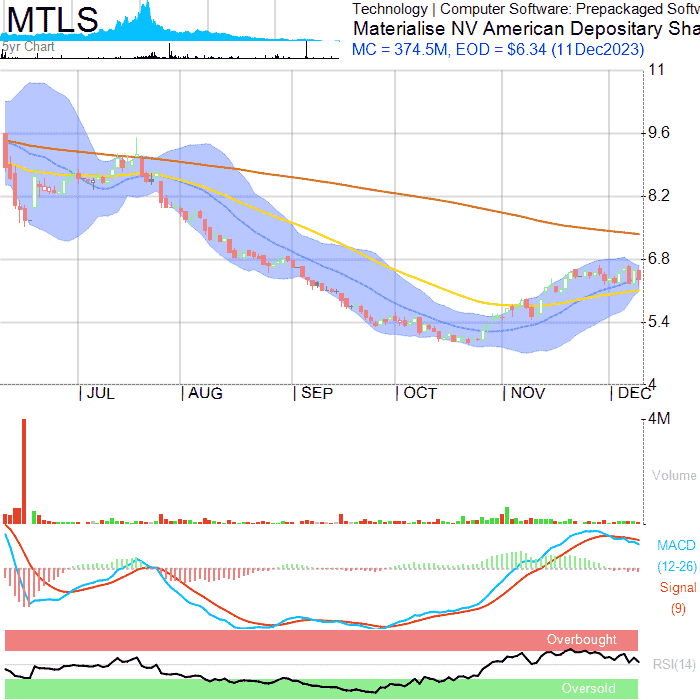 MTLS
5yr Chart
Technology | Computer Software: Prepackaged Softw
Materialise NV American Depositary Sha
MC = 374.5M, EOD = $6.34 (11Dec2023)
11
9.6
8.2
6.8
5.4
4
JUL AUG SEP OCT NOV DEC
4M
Volume
MACD
(12-26)
Signal
(9)
Overbought
RSI(14)
Oversold